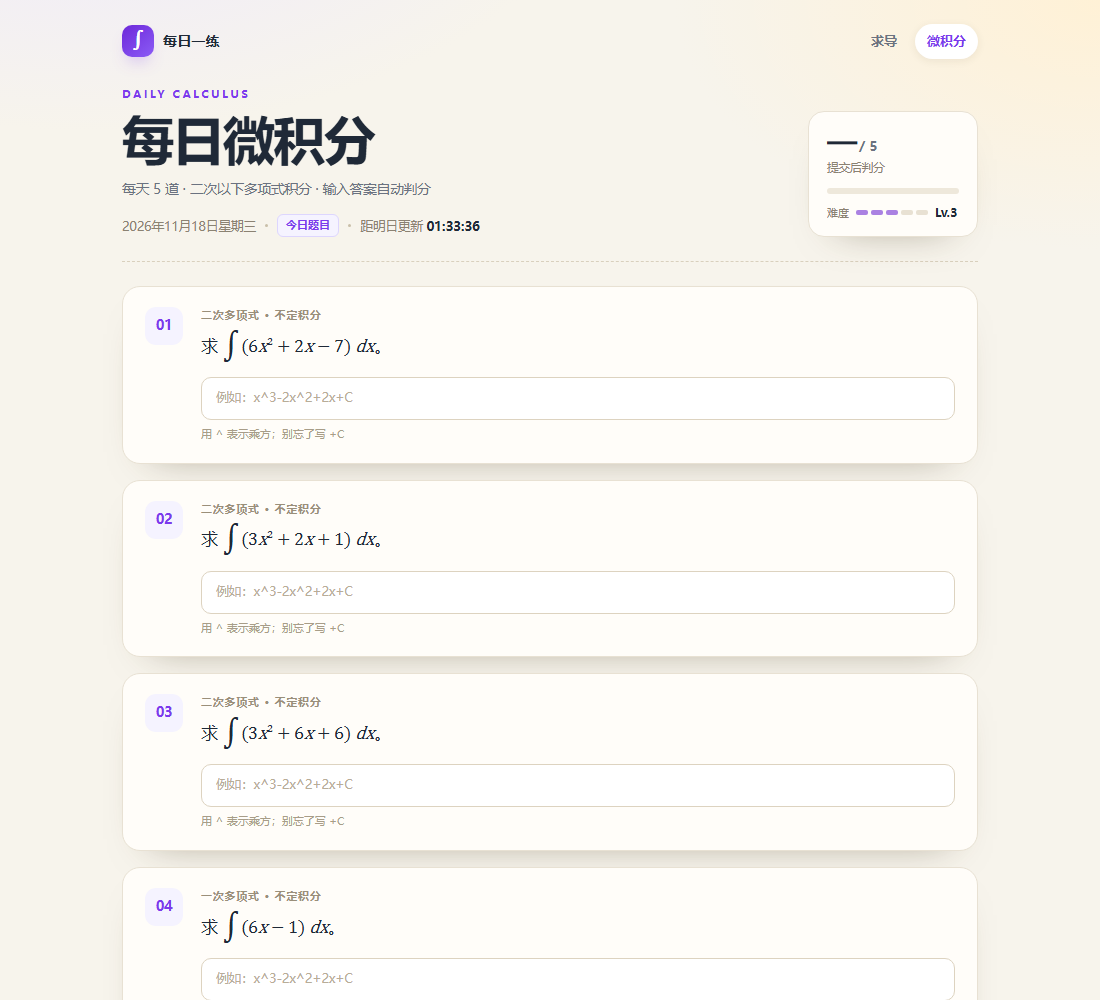 ∫ 每日一练
求导 微积分
DAILY CALCULUS
每日微积分
每天 5 道 · 二次以下多项式积分 · 输入答案自动判分
2026年11月18日星期三 · 今日题目 · 距明日更新 01:33:36
— / 5
提交后判分
难度 Lv.3
01
二次多项式 • 不定积分
求 ∫ (6x² + 2x − 7) dx。
例如：x^3-2x^2+2x+C
用 ^ 表示乘方；别忘了写 +C
02
二次多项式 • 不定积分
求 ∫ (3x² + 2x + 1) dx。
例如：x^3-2x^2+2x+C
用 ^ 表示乘方；别忘了写 +C
03
二次多项式 • 不定积分
求 ∫ (3x² + 6x + 6) dx。
例如：x^3-2x^2+2x+C
用 ^ 表示乘方；别忘了写 +C
04
一次多项式 • 不定积分
求 ∫ (6x − 1) dx。
例如：x^3-2x^2+2x+C